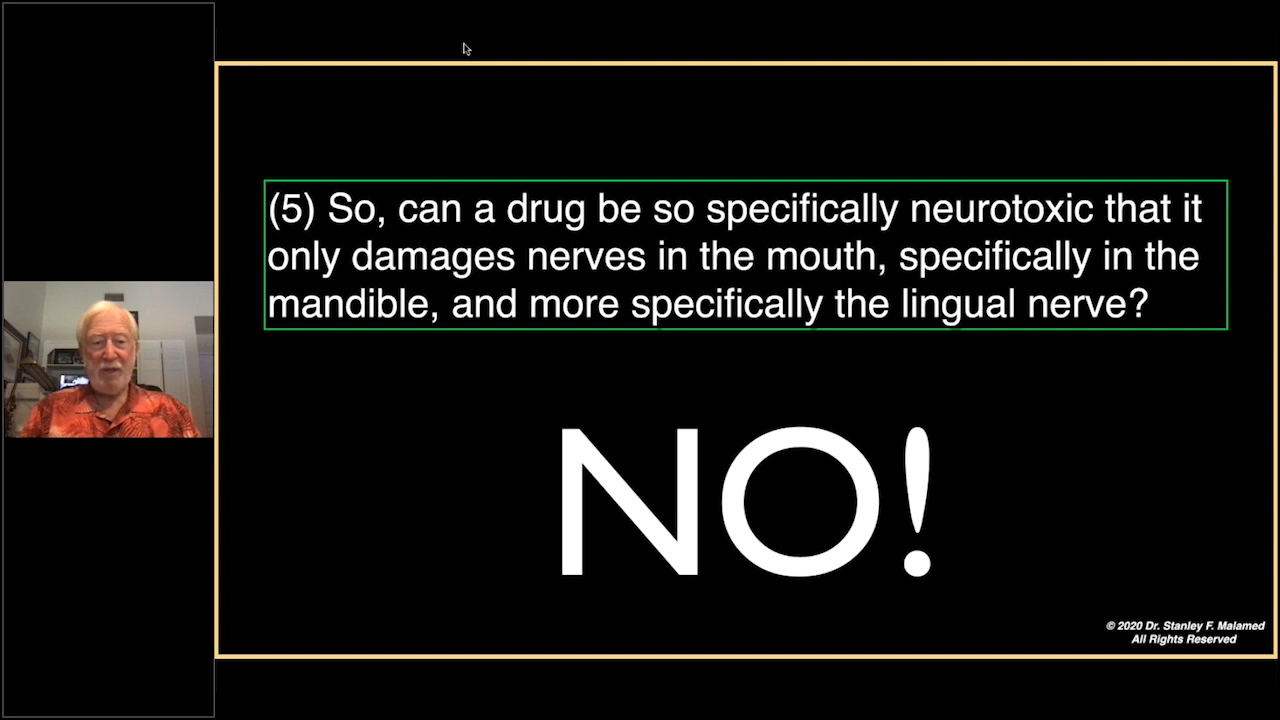 (5) So, can a drug be so specifically neurotoxic that it
only damages nerves in the mouth, specifically in the
mandible, and more specifically the lingual nerve?
NO!
© 2020 Dr. Stanley F. Malamed
All Rights Reserved